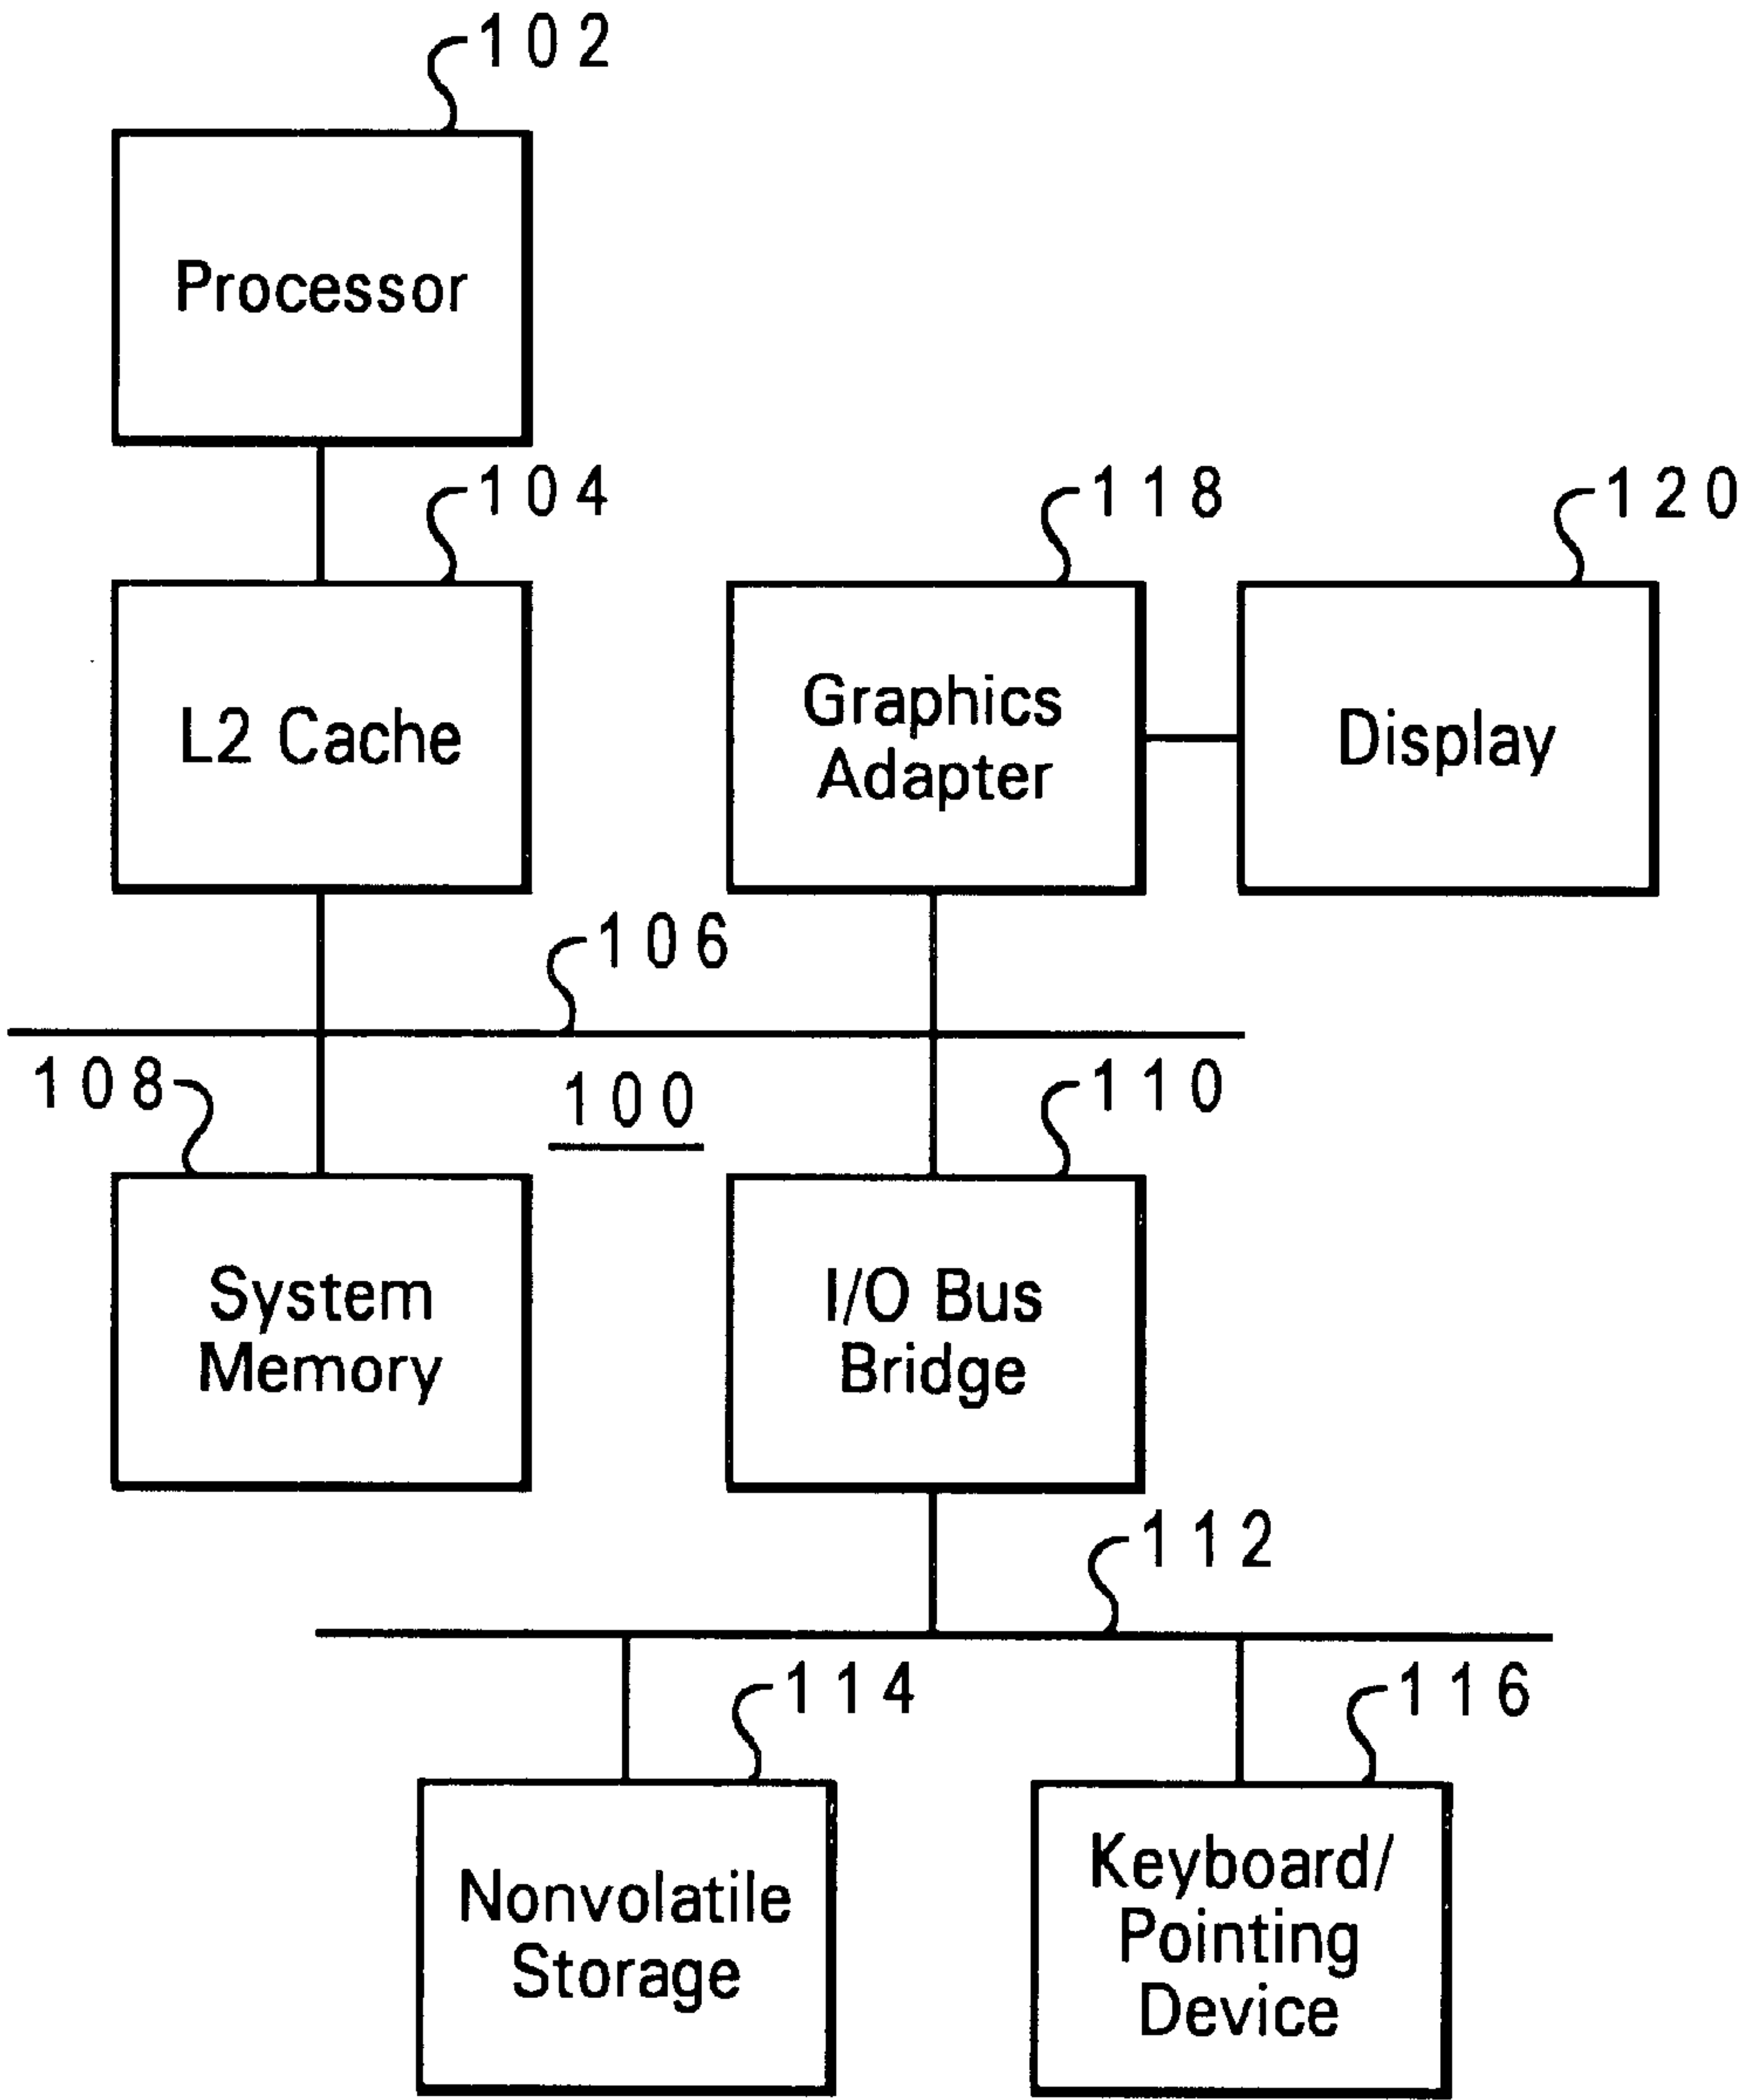 102
Processor
104
118
120
L2 Cache
Graphics
Adapter
Display
106
108
100
110
System
Memory
I/O Bus
Bridge
112
114
116
Nonvolatile
Storage
Keyboard/
Pointing
Device